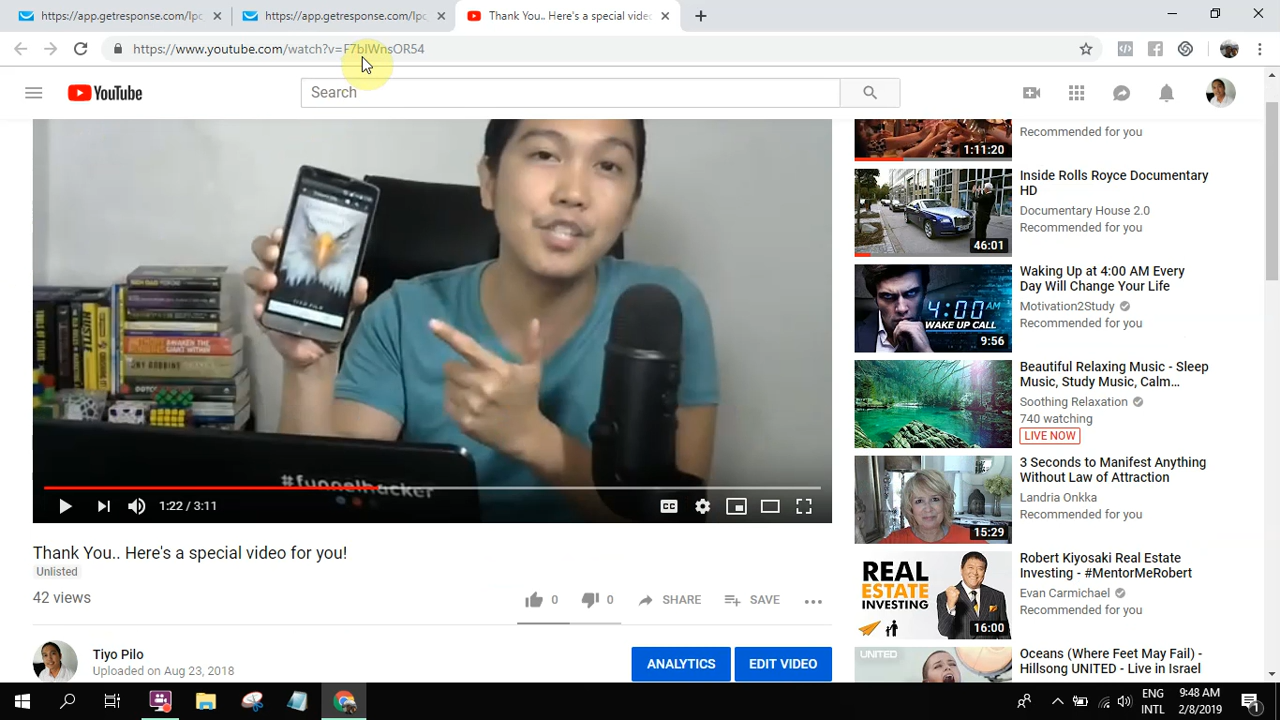 https://app.getresponse.com/lpc
https://app.getresponse.com/lpc
Thank You.. Here's a special video
https://www.youtube.com/watch?v=F7bIWnsOR54
YouTube
Search
1:11:20
Recommended for you
Inside Rolls Royce Documentary
HD
Documentary House 2.0
Recommended for you
46:01
Waking Up at 4:00 AM Every
Day Will Change Your Life
Motivation2Study
Recommended for you
4:00
AM
WAKE UP CALL
9:56
Beautiful Relaxing Music - Sleep
Music, Study Music, Calm...
Soothing Relaxation
740 watching
LIVE NOW
#funnelhacker
1:22 / 3:11
CC
3 Seconds to Manifest Anything
Without Law of Attraction
Landria Onkka
Recommended for you
15:29
Thank You.. Here's a special video for you!
Unlisted
42 views
0
0
SHARE
SAVE
Robert Kiyosaki Real Estate
Investing - #MentorMeRobert
Evan Carmichael
Recommended for you
REAL
ESTATE
INVESTING
16:00
Tiyo Pilo
Uploaded on Aug 23, 2018
ANALYTICS
EDIT VIDEO
UNITED
Oceans (Where Feet May Fail) -
Hillsong UNITED - Live in Israel
ENG
INTL
9:48 AM
2/8/2019
1